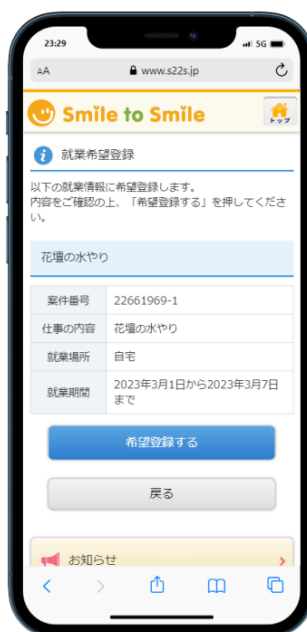 23:29
5G
AA
www.s22s.jp
Smile to Smile
トップ
就業希望登録
以下の就業情報に希望登録します。
内容をご確認の上、「希望登録する」を押してくださ
い。
花壇の水やり
案件番号 22661969-1
仕事の内容 花壇の水やり
就業場所 自宅
就業期間 2023年3月1日から2023年3月7日
まで
希望登録する
戻る
お知らせ